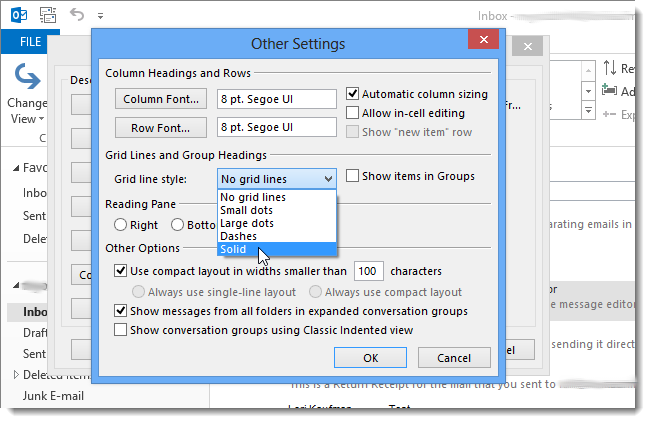 Inbox -
FILE
Other Settings
Column Headings and Rows
Column Font...
8 pt. Segoe UI
Automatic column sizing
Allow in-cell editing
Row Font...
8 pt. Segoe UI
Show "new item" row
Grid Lines and Group Headings
Grid line style:
No grid lines
Show items in Groups
No grid lines
Small dots
Large dots
Dashes
Solid
Reading Pane
Right
Botto
Other Options
Use compact layout in widths smaller than
100
characters
Always use single-line layout
Always use compact layout
Show messages from all folders in expanded conversation groups
Show conversation groups using Classic Indented view
OK
Cancel
Change
View
Desc
Fr...
Rev
Add
Exp
Favo
Inbox
Sent
Delet
Co
arating emails in
or
Inbo
Drafts
Sent
Deleted Items
Junk E-mail
e message editor
sending it direct
el
This is a Return Receipt for the mail that you sent to
Lori Kaufman
Test